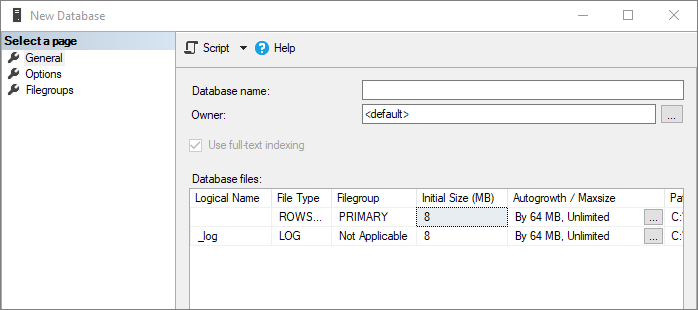 New Database
Select a page
General
Options
Filegroups
Script Help
Database name:
Owner: <default> ...
Use full-text indexing
Database files:
Logical Name File Type Filegroup Initial Size (MB) Autogrowth / Maxsize
ROWS... PRIMARY 8 By 64 MB, Unlimited ... C:\
_log LOG Not Applicable 8 By 64 MB, Unlimited ... C:\